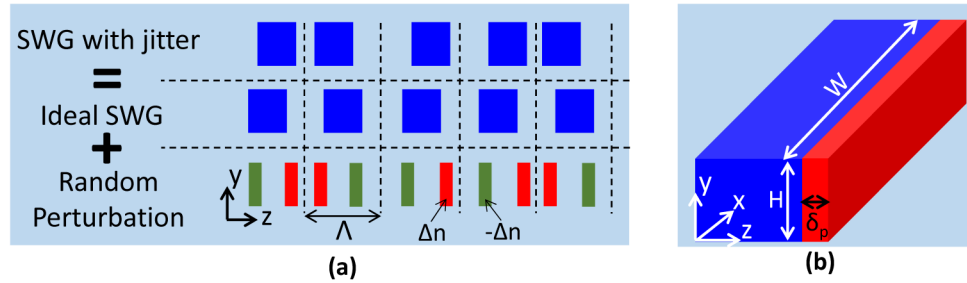 SWG with jitter
=
Ideal SWG
+
Random
Perturbation
y
z
Λ
Δn
-Δn
(a)
W
H
y
x
z
δp
(b)